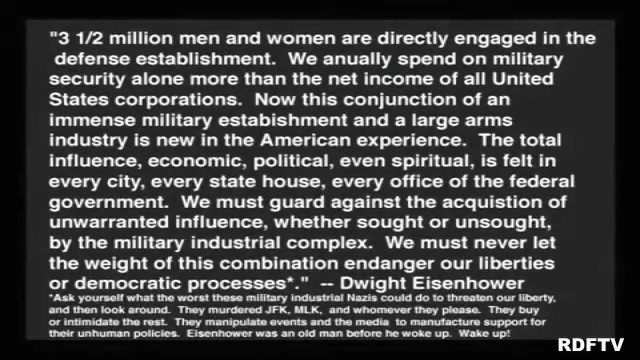 "3 1/2 million men and women are directly engaged in the
defense establishment.  We anually spend on military
security alone more than the net income of all United
States corporations.  Now this conjunction of an
immense military estabishment and a large arms
industry is new in the American experience.  The total
influence, economic, political, even spiritual, is felt in
every city, every state house, every office of the federal
government.  We must guard against the acquistion of
unwarranted influence, whether sought or unsought,
by the military industrial complex.  We must never let
the weight of this combination endanger our liberties
or democratic processes*."  -- Dwight Eisenhower
*Ask yourself what the worst these military industrial Nazis could do to threaten our liberty,
and then look around.  They murdered JFK, MLK, and whomever they please.  They buy
or intimidate the rest.  They manipulate events and the media  to manufacture support for
their unhuman policies.  Eisenhower was an old man before he woke up.  Wake up!
RDFTV